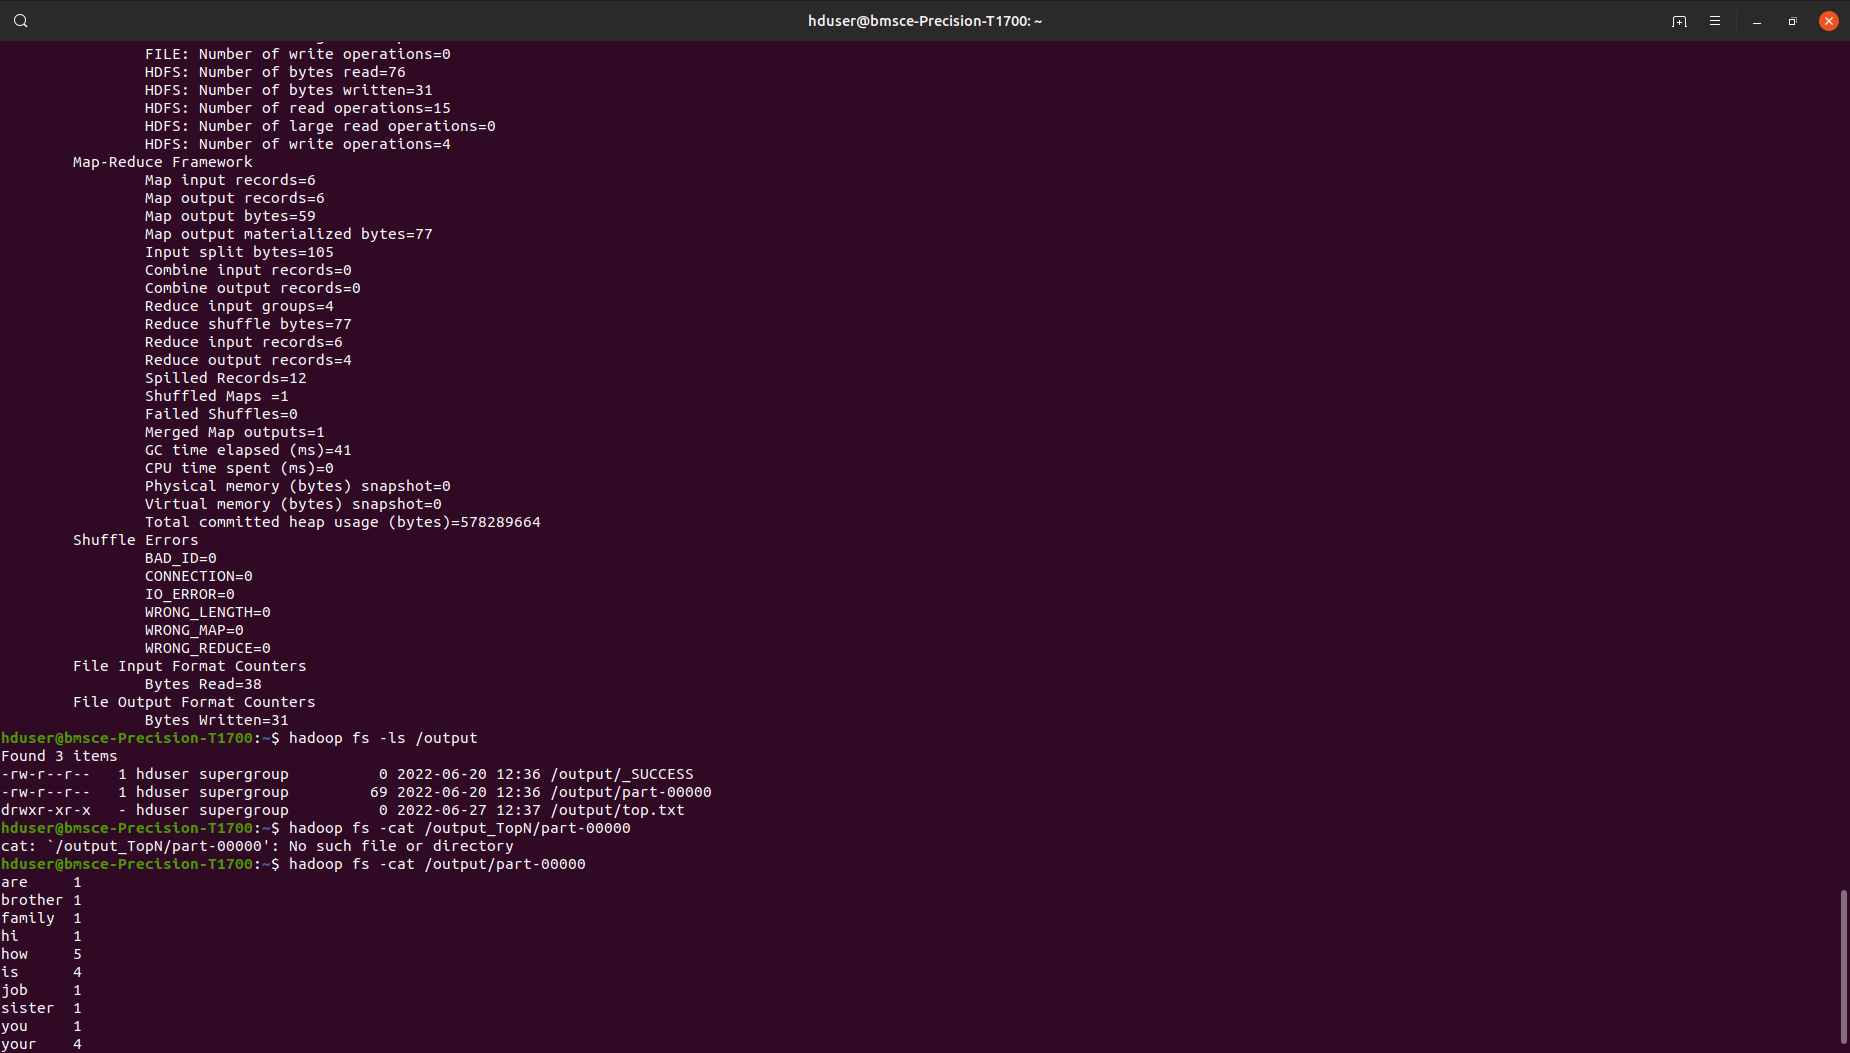 hduser@bmsce-Precision-T1700: ~
FILE: Number of write operations=0
HDFS: Number of bytes read=76
HDFS: Number of bytes written=31
HDFS: Number of read operations=15
HDFS: Number of large read operations=0
HDFS: Number of write operations=4
Map-Reduce Framework
Map input records=6
Map output records=6
Map output bytes=59
Map output materialized bytes=77
Input split bytes=105
Combine input records=0
Combine output records=0
Reduce input groups=4
Reduce shuffle bytes=77
Reduce input records=6
Reduce output records=4
Spilled Records=12
Shuffled Maps =1
Failed Shuffles=0
Merged Map outputs=1
GC time elapsed (ms)=41
CPU time spent (ms)=0
Physical memory (bytes) snapshot=0
Virtual memory (bytes) snapshot=0
Total committed heap usage (bytes)=578289664
Shuffle Errors
BAD_ID=0
CONNECTION=0
IO_ERROR=0
WRONG_LENGTH=0
WRONG_MAP=0
WRONG_REDUCE=0
File Input Format Counters
Bytes Read=38
File Output Format Counters
Bytes Written=31
hduser@bmsce-Precision-T1700:~$ hadoop fs -ls /output
Found 3 items
-rw-r--r--   1 hduser supergroup          0 2022-06-20 12:36 /output/_SUCCESS
-rw-r--r--   1 hduser supergroup         69 2022-06-20 12:36 /output/part-00000
drwxr-xr-x   - hduser supergroup          0 2022-06-27 12:37 /output/top.txt
hduser@bmsce-Precision-T1700:~$ hadoop fs -cat /output_TopN/part-00000
cat: `/output_TopN/part-00000': No such file or directory
hduser@bmsce-Precision-T1700:~$ hadoop fs -cat /output/part-00000
are     1
brother 1
family  1
hi      1
how     5
is      4
job     1
sister  1
you     1
your    4